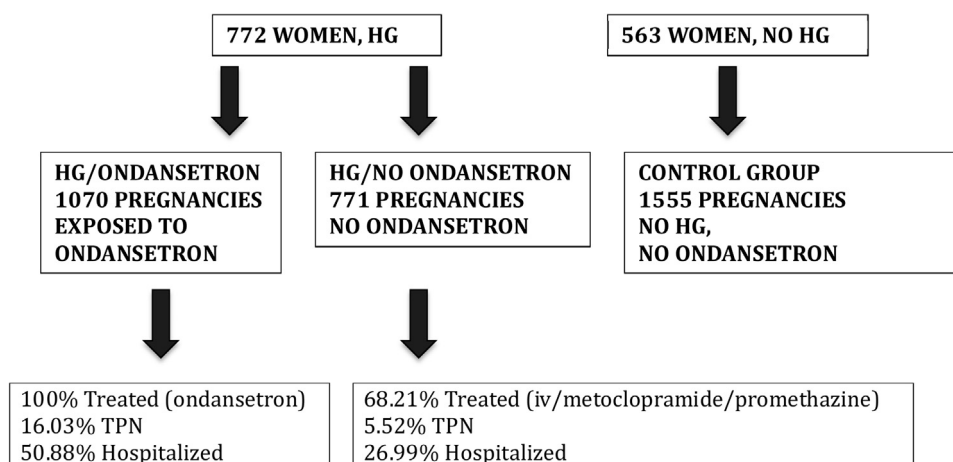 772 WOMEN, HG
563 WOMEN, NO HG
HG/ONDANSETRON
1070 PREGNANCIES
EXPOSED TO
ONDANSETRON
HG/NO ONDANSETRON
771 PREGNANCIES
NO ONDANSETRON
CONTROL GROUP
1555 PREGNANCIES
NO HG,
NO ONDANSETRON
100% Treated (ondansetron)
16.03% TPN
50.88% Hospitalized
68.21% Treated (iv/metoclopramide/promethazine)
5.52% TPN
26.99% Hospitalized